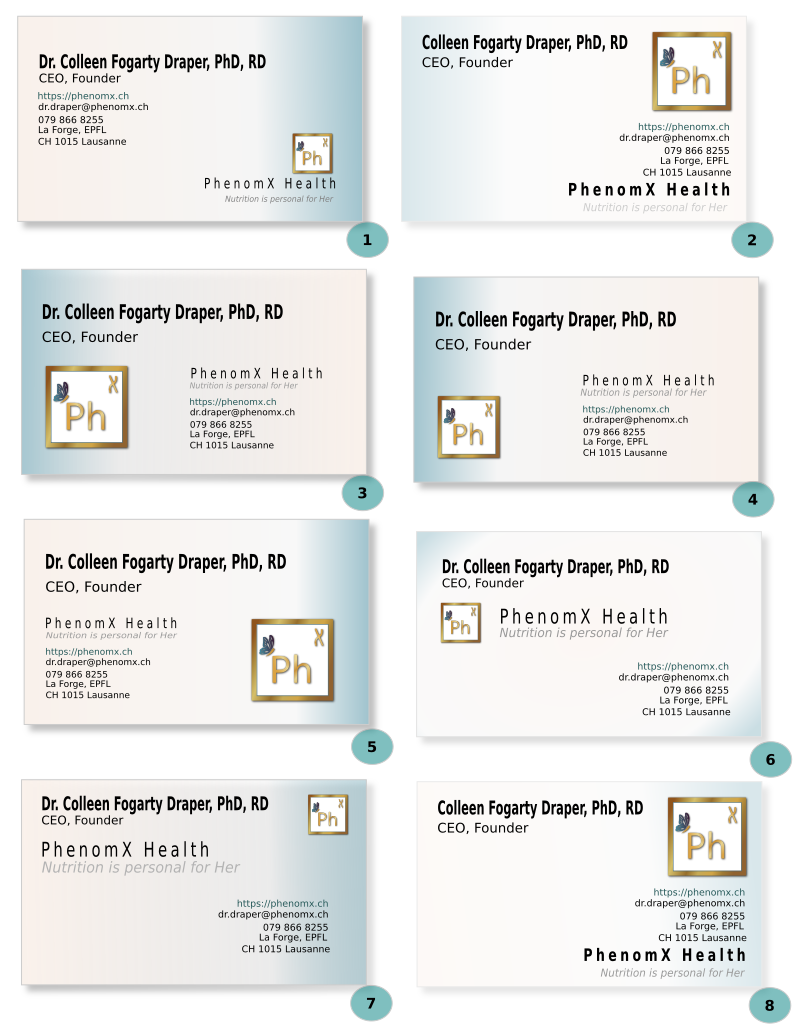 Dr. Colleen Fogarty Draper, PhD, RD
CEO, Founder
https://phenomx.ch
dr.draper@phenomx.ch
079 866 8255
La Forge, EPFL
CH 1015 Lausanne
Ph X
PhenomX Health
Nutrition is personal for Her
1
Colleen Fogarty Draper, PhD, RD
CEO, Founder
Ph X
https://phenomx.ch
dr.draper@phenomx.ch
079 866 8255
La Forge, EPFL
CH 1015 Lausanne
PhenomX Health
Nutrition is personal for Her
2
Dr. Colleen Fogarty Draper, PhD, RD
CEO, Founder
Ph X
PhenomX Health
Nutrition is personal for Her
https://phenomx.ch
dr.draper@phenomx.ch
079 866 8255
La Forge, EPFL
CH 1015 Lausanne
3
Dr. Colleen Fogarty Draper, PhD, RD
CEO, Founder
Ph X
PhenomX Health
Nutrition is personal for Her
https://phenomx.ch
dr.draper@phenomx.ch
079 866 8255
La Forge, EPFL
CH 1015 Lausanne
4
Dr. Colleen Fogarty Draper, PhD, RD
CEO, Founder
PhenomX Health
Nutrition is personal for Her
https://phenomx.ch
dr.draper@phenomx.ch
079 866 8255
La Forge, EPFL
CH 1015 Lausanne
Ph X
5
Dr. Colleen Fogarty Draper, PhD, RD
CEO, Founder
Ph X
PhenomX Health
Nutrition is personal for Her
https://phenomx.ch
dr.draper@phenomx.ch
079 866 8255
La Forge, EPFL
CH 1015 Lausanne
6
Dr. Colleen Fogarty Draper, PhD, RD
CEO, Founder
Ph X
PhenomX Health
Nutrition is personal for Her
https://phenomx.ch
dr.draper@phenomx.ch
079 866 8255
La Forge, EPFL
CH 1015 Lausanne
7
Colleen Fogarty Draper, PhD, RD
CEO, Founder
Ph X
https://phenomx.ch
dr.draper@phenomx.ch
079 866 8255
La Forge, EPFL
CH 1015 Lausanne
PhenomX Health
Nutrition is personal for Her
8